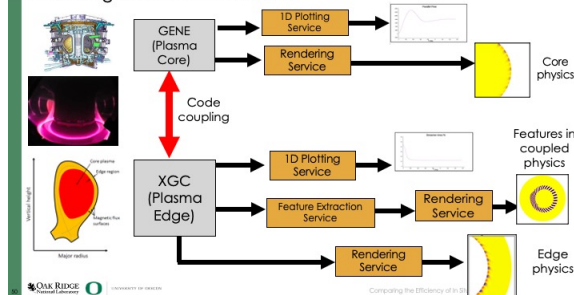 GENE
(Plasma
Core)
1D Plotting
Service
Rendering
Service
Core
physics
Code
coupling
Features in
coupled
physics
Core plasma
Edge region
Magnetic flux
surfaces
Vertical height
Major radius
XGC
(Plasma
Edge)
1D Plotting
Service
Feature Extraction
Service
Rendering
Service
Rendering
Service
Edge
physics
OAK RIDGE
National Laboratory
O
UNIVERSITY OF OREGON
Comparing the Efficiency of In Situ